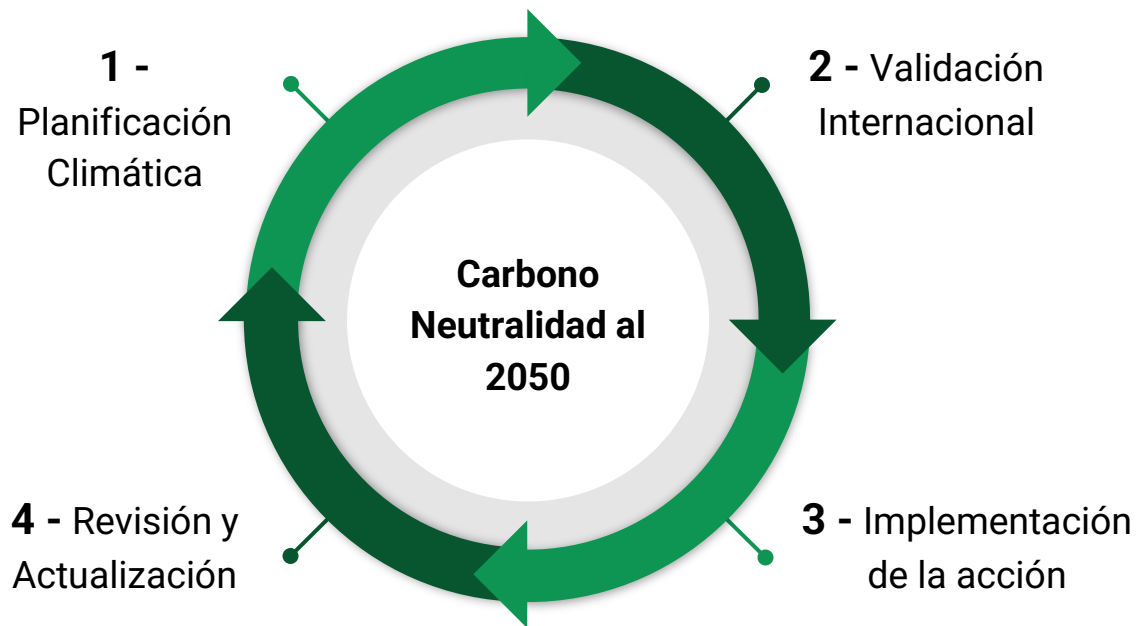 1 -
Planificación
Climática
2 - Validación
Internacional
Carbono
Neutralidad al
2050
3 - Implementación
de la acción
4 - Revisión y
Actualización